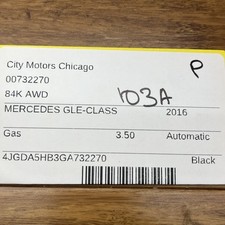 City Motors Chicago
P
00732270
84K AWD
103A
MERCEDES GLE-CLASS 2016
Gas 3.50 Automatic
4JGDA5HB3GA732270 Black